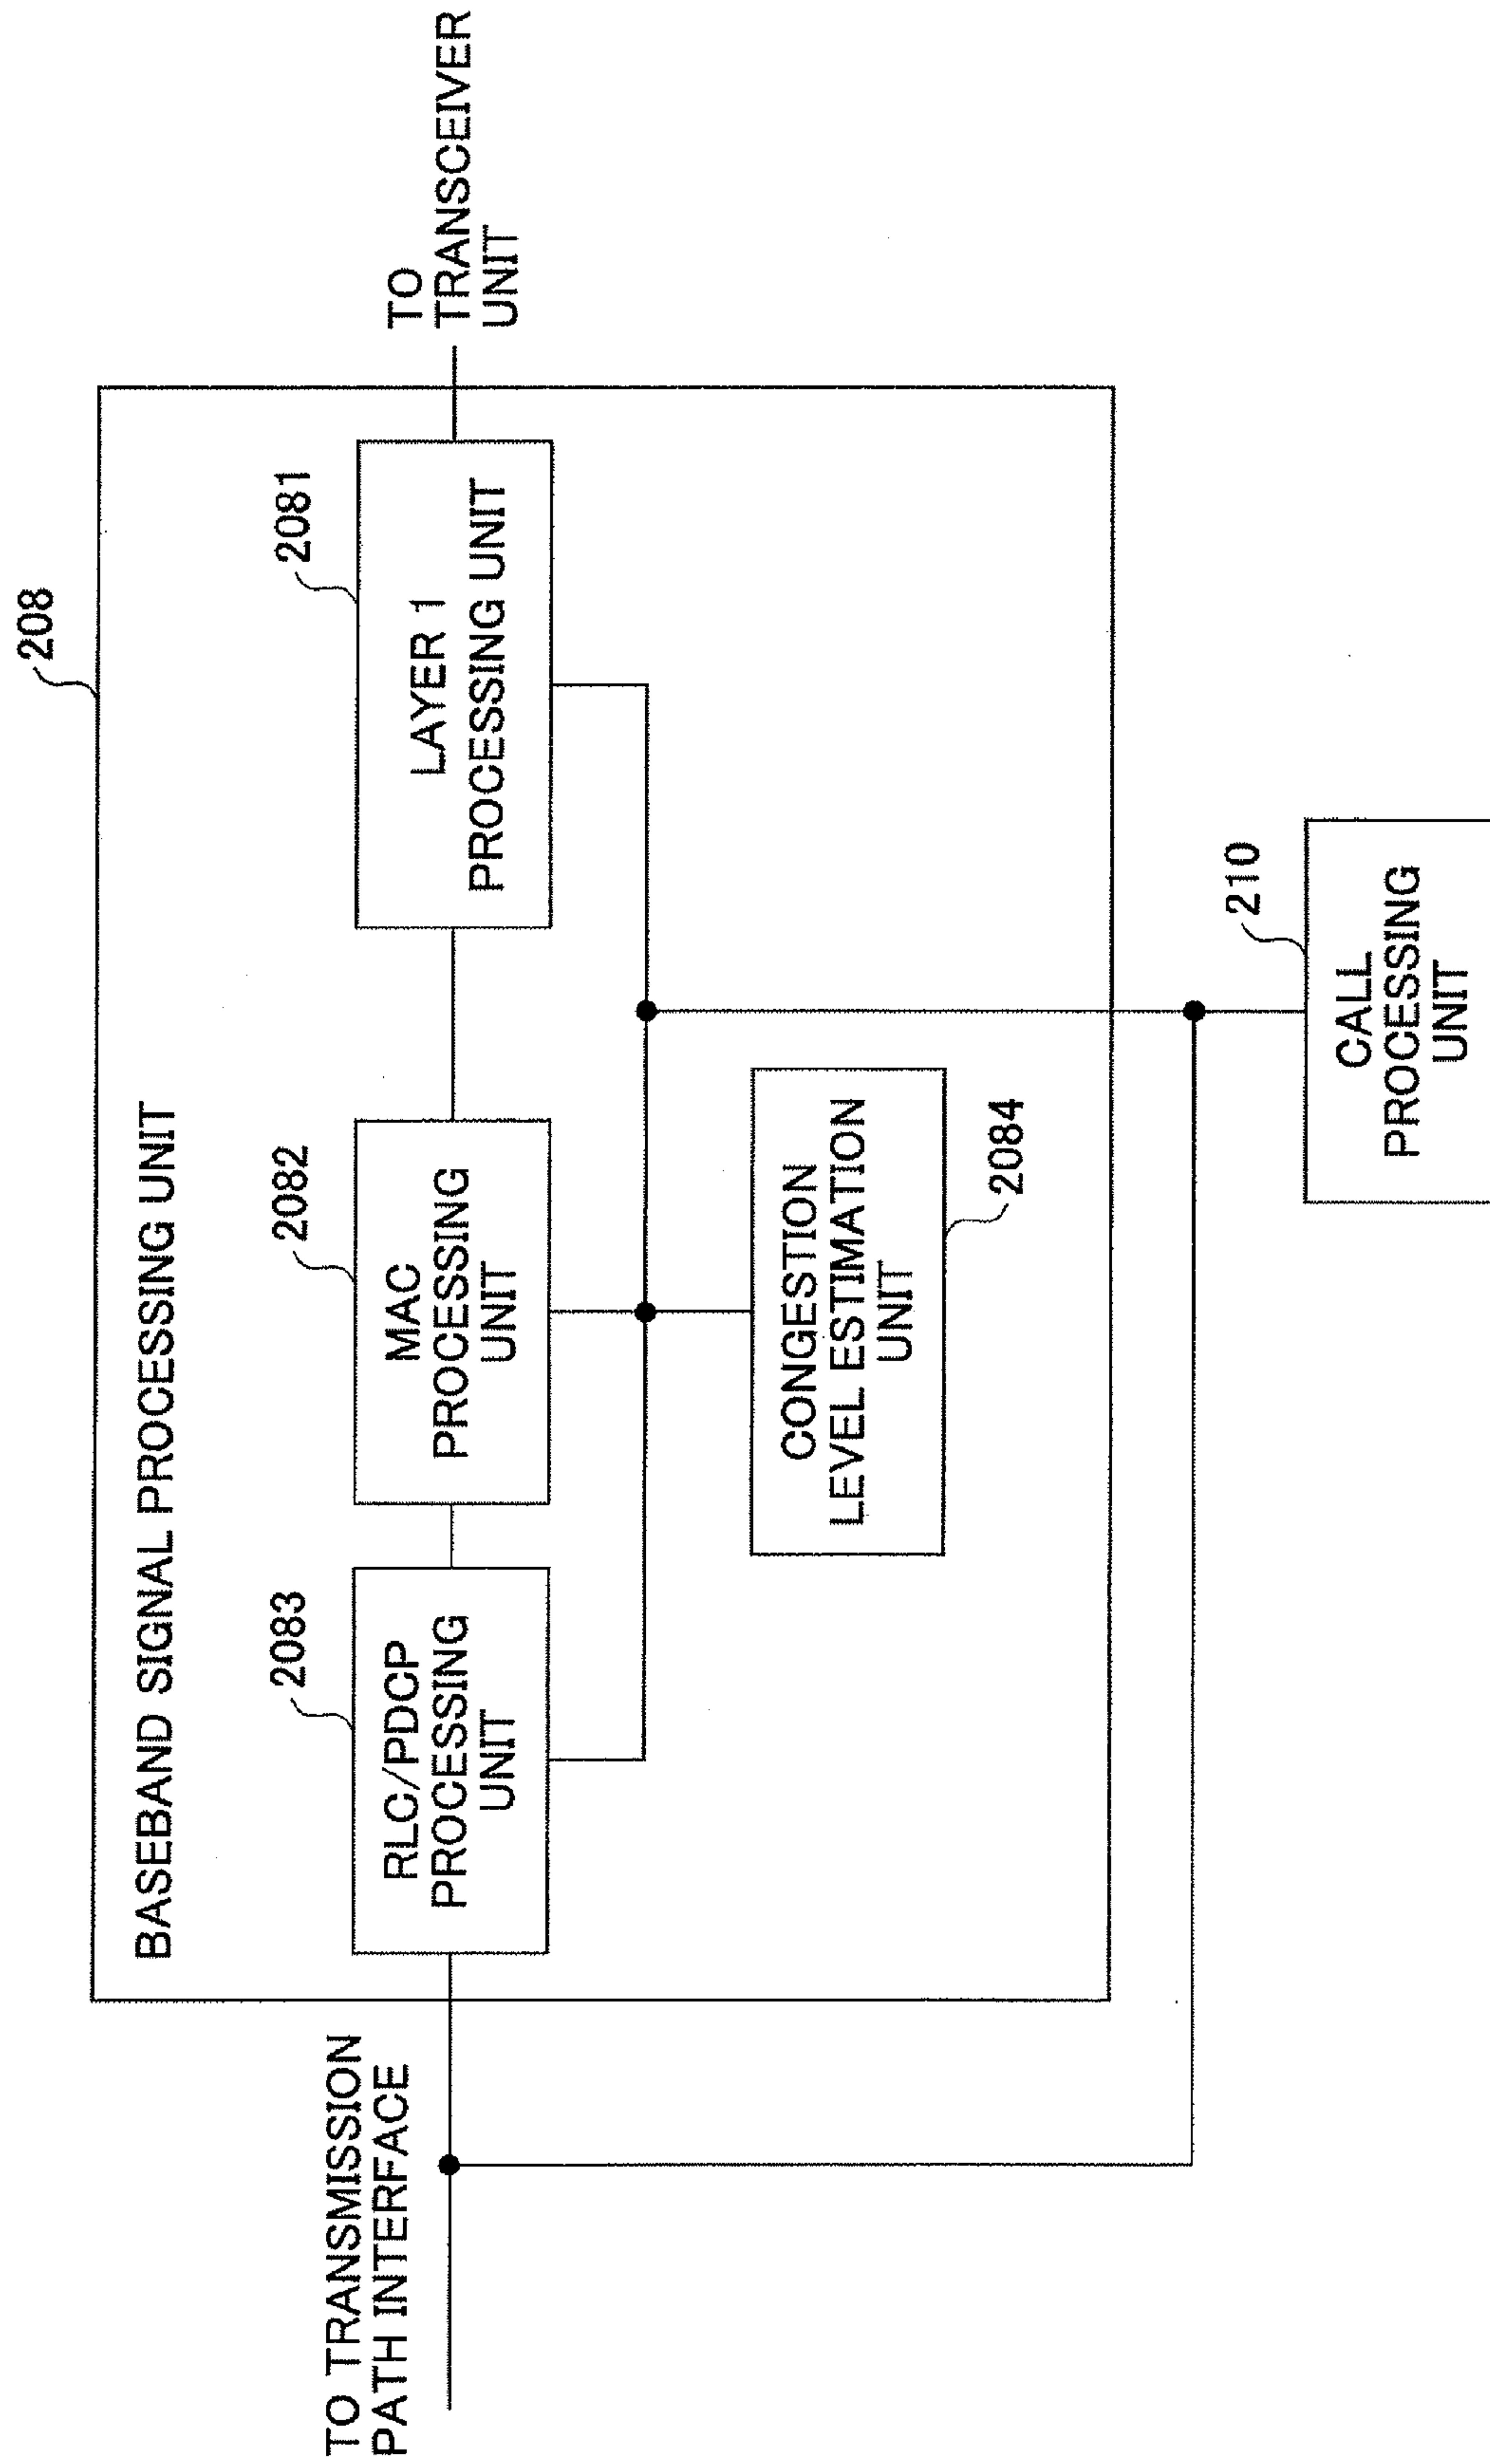 208
BASEBAND SIGNAL PROCESSING UNIT
TO TRANSMISSION
PATH INTERFACE
2083
RLC/PDCP
PROCESSING
UNIT
2082
MAC
PROCESSING
UNIT
2081
LAYER 1
PROCESSING UNIT
TO
TRANSCEIVER
UNIT
CONGESTION
LEVEL ESTIMATION
UNIT
2084
210
CALL
PROCESSING
UNIT